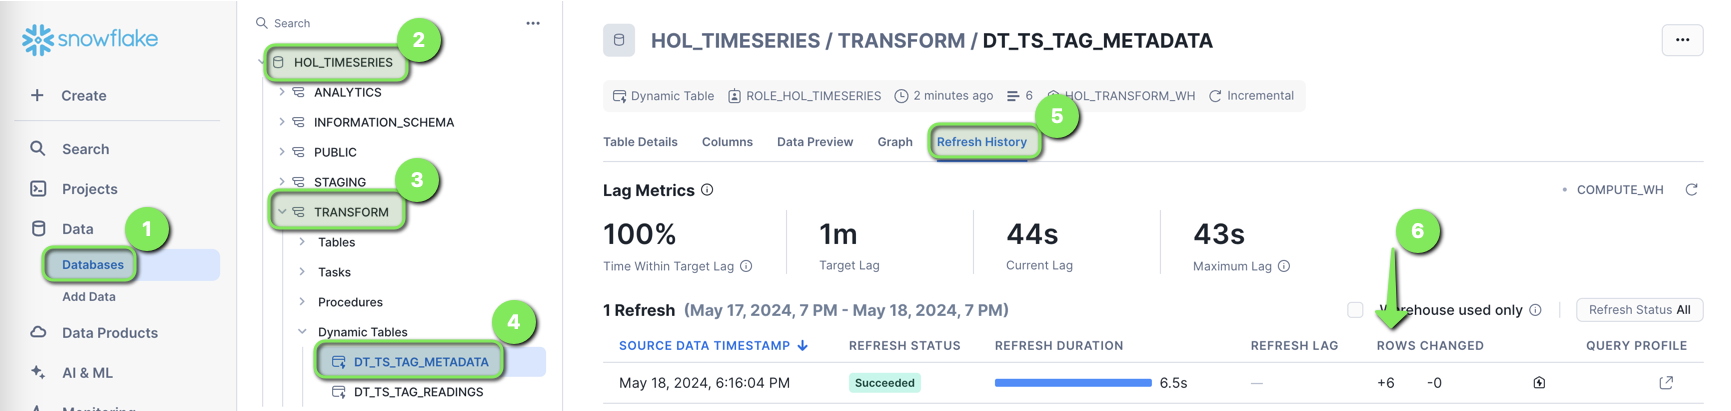 snowflake
Create
Search
Projects
Data
1
Databases
Add Data
Data Products
AI & ML
Monitoring
Search
2
HOL_TIMESERIES
ANALYTICS
INFORMATION_SCHEMA
PUBLIC
STAGING
3
TRANSFORM
Tables
Tasks
Procedures
Dynamic Tables
4
DT_TS_TAG_METADATA
DT_TS_TAG_READINGS
HOL_TIMESERIES / TRANSFORM / DT_TS_TAG_METADATA
Dynamic Table ROLE_HOL_TIMESERIES 2 minutes ago 6 HOL_TRANSFORM_WH Incremental
5
Table Details Columns Data Preview Graph Refresh History
Lag Metrics COMPUTE_WH
100% 1m 44s 43s
Time Within Target Lag Target Lag Current Lag Maximum Lag
6
1 Refresh (May 17, 2024, 7 PM - May 18, 2024, 7 PM) Warehouse used only Refresh Status All
SOURCE DATA TIMESTAMP REFRESH STATUS REFRESH DURATION REFRESH LAG ROWS CHANGED QUERY PROFILE
May 18, 2024, 6:16:04 PM Succeeded 6.5s — +6 -0